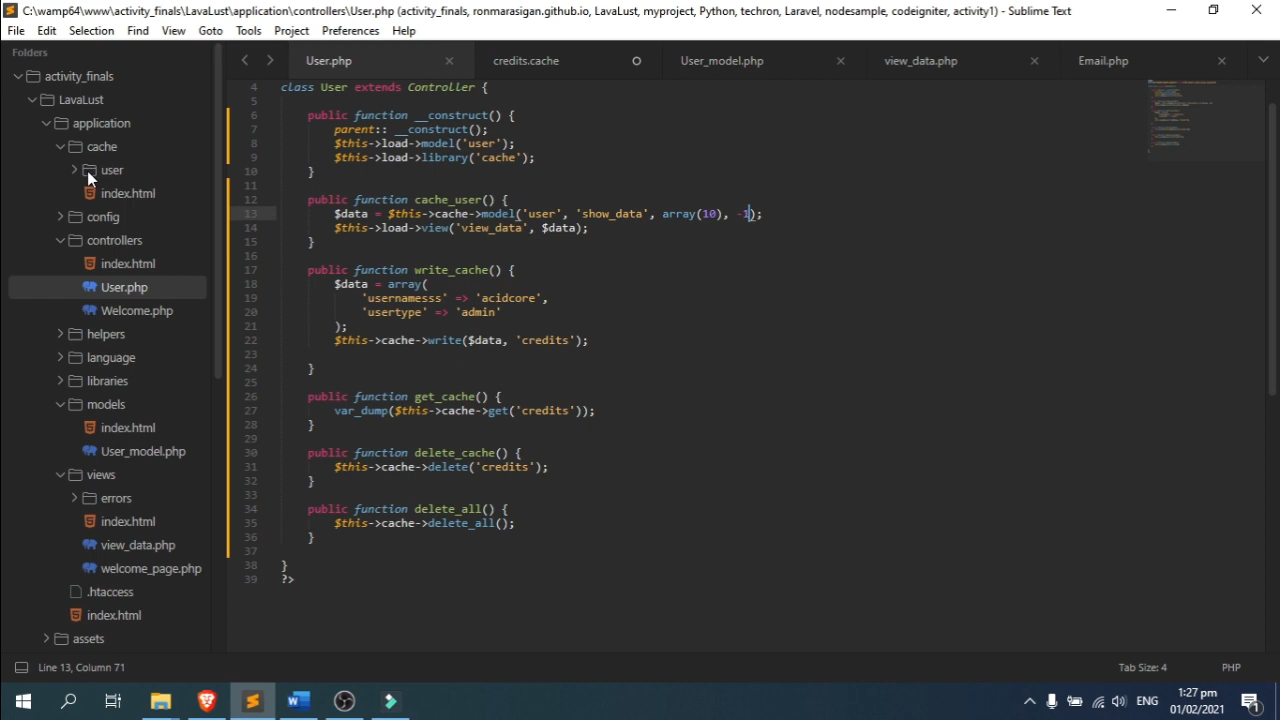 C:\wamp64\www\activity_finals\LavaLust\application\controllers\User.php (activity_finals, ronmarasigan.github.io, LavaLust, myproject, Python, techron, Laravel, nodesample, codeigniter, activity1) - Sublime Text
File Edit Selection Find View Goto Tools Project Preferences Help
Folders
activity_finals
LavaLust
application
cache
user
index.html
config
controllers
index.html
User.php
Welcome.php
helpers
language
libraries
models
index.html
User_model.php
views
errors
index.html
view_data.php
welcome_page.php
.htaccess
index.html
assets
User.php credits.cache User_model.php view_data.php Email.php
4 class User extends Controller {
5
6 public function __construct() {
7 parent:: __construct();
8 $this->load->model('user');
9 $this->load->library('cache');
10 }
11
12 public function cache_user() {
13 $data = $this->cache->model('user', 'show_data', array(10), -1);
14 $this->load->view('view_data', $data);
15 }
16
17 public function write_cache() {
18 $data = array(
19 'usernamesss' => 'acidcore',
20 'usertype' => 'admin'
21 );
22 $this->cache->write($data, 'credits');
23
24 }
25
26 public function get_cache() {
27 var_dump($this->cache->get('credits'));
28 }
29
30 public function delete_cache() {
31 $this->cache->delete('credits');
32 }
33
34 public function delete_all() {
35 $this->cache->delete_all();
36 }
37
38 }
39 ?>
Line 13, Column 71 Tab Size: 4 PHP
ENG
1:27 pm
01/02/2021
1